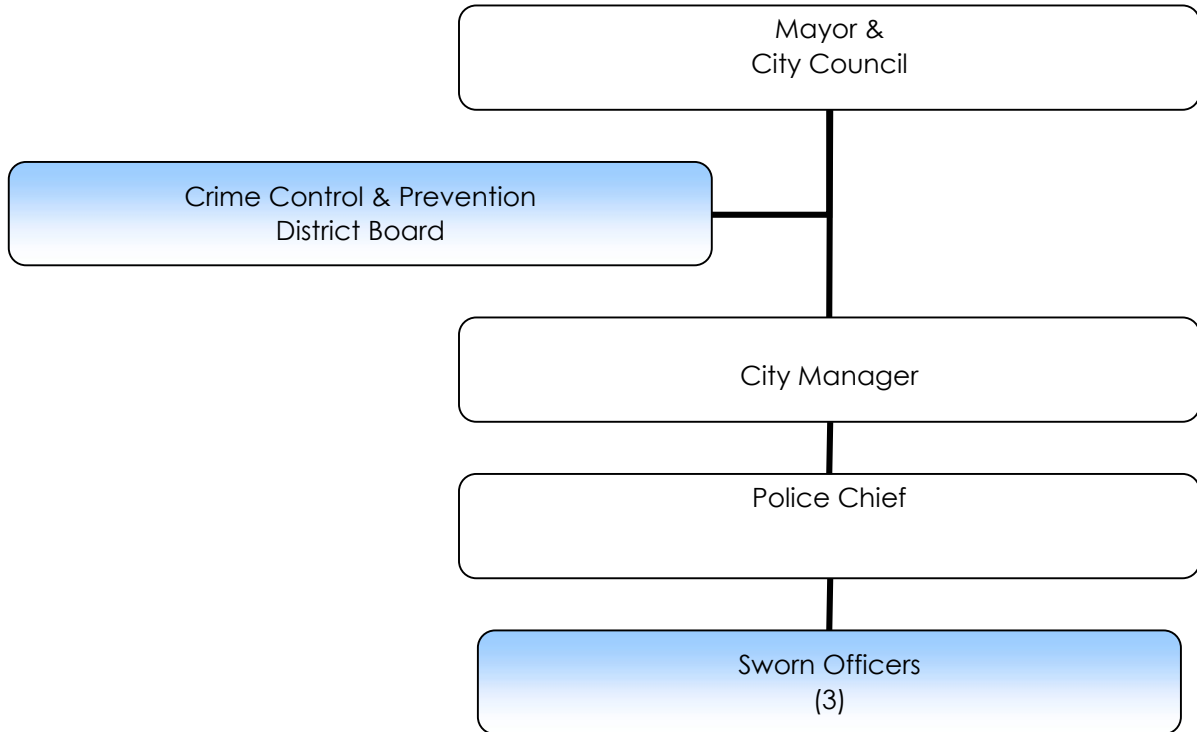 Mayor &
City Council
Crime Control & Prevention
District Board
City Manager
Police Chief
Sworn Officers
(3)